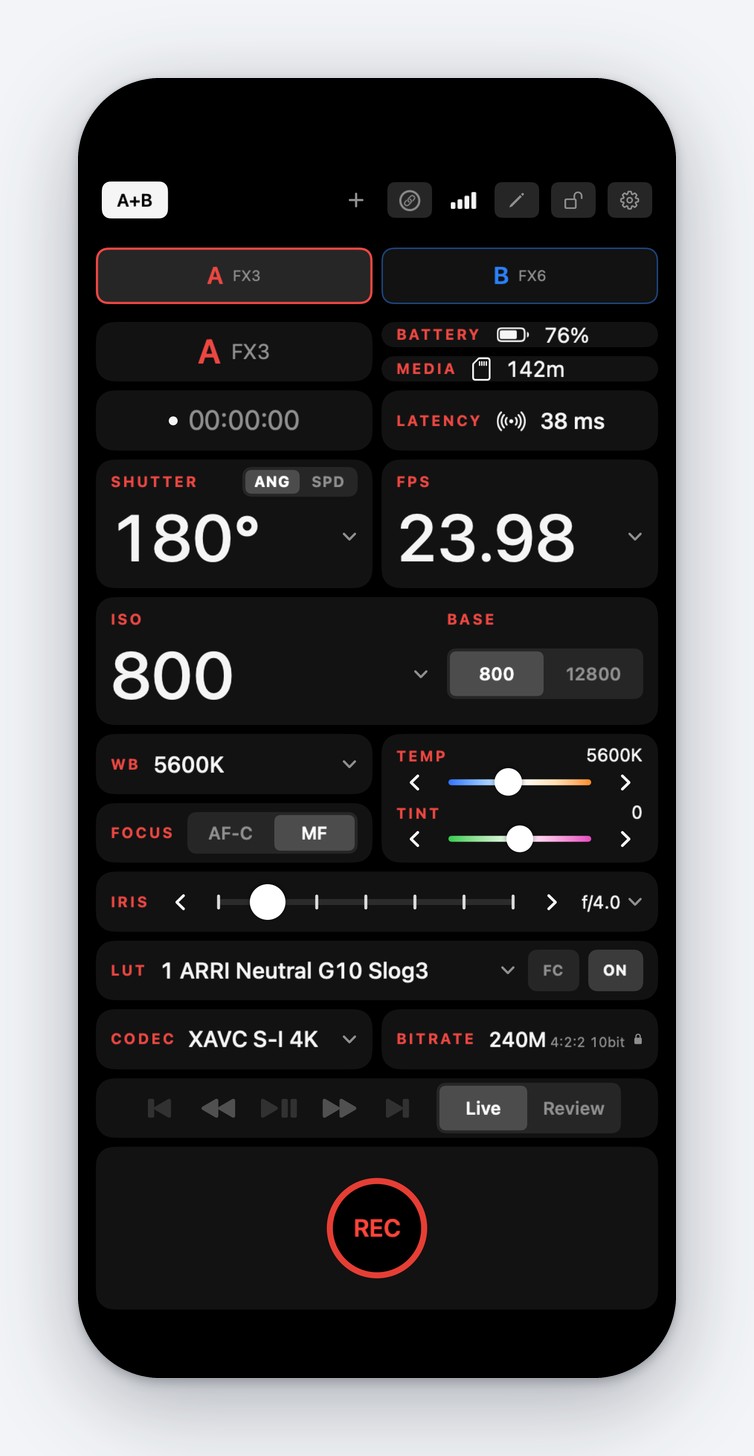 A+B
A FX3
B FX6
A FX3
BATTERY 76%
MEDIA 142m
00:00:00
LATENCY 38 ms
SHUTTER ANG SPD
180°
FPS
23.98
ISO
800
BASE
800 12800
WB 5600K
TEMP 5600K
TINT 0
FOCUS AF-C MF
IRIS f/4.0
LUT 1 ARRI Neutral G10 Slog3 FC ON
CODEC XAVC S-I 4K
BITRATE 240M 4:2:2 10bit
Live Review
REC